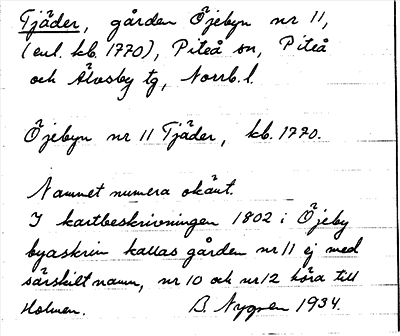 Tjäder, gården Öjebyn nr 11,
(enl. kb. 1770), Piteå sn, Piteå
och Älvsby tg, Norrb. l.
Öjebyn nr 11 Tjäder, kb. 1770.
Namnet numera okänt.
I kartbeskrivningen 1802 i Öjeby
byaskrin kallas gården nr 11 ej med
särskilt namn, nr 10 och nr 12 höra till
Holmen. B. Nygren 1934.